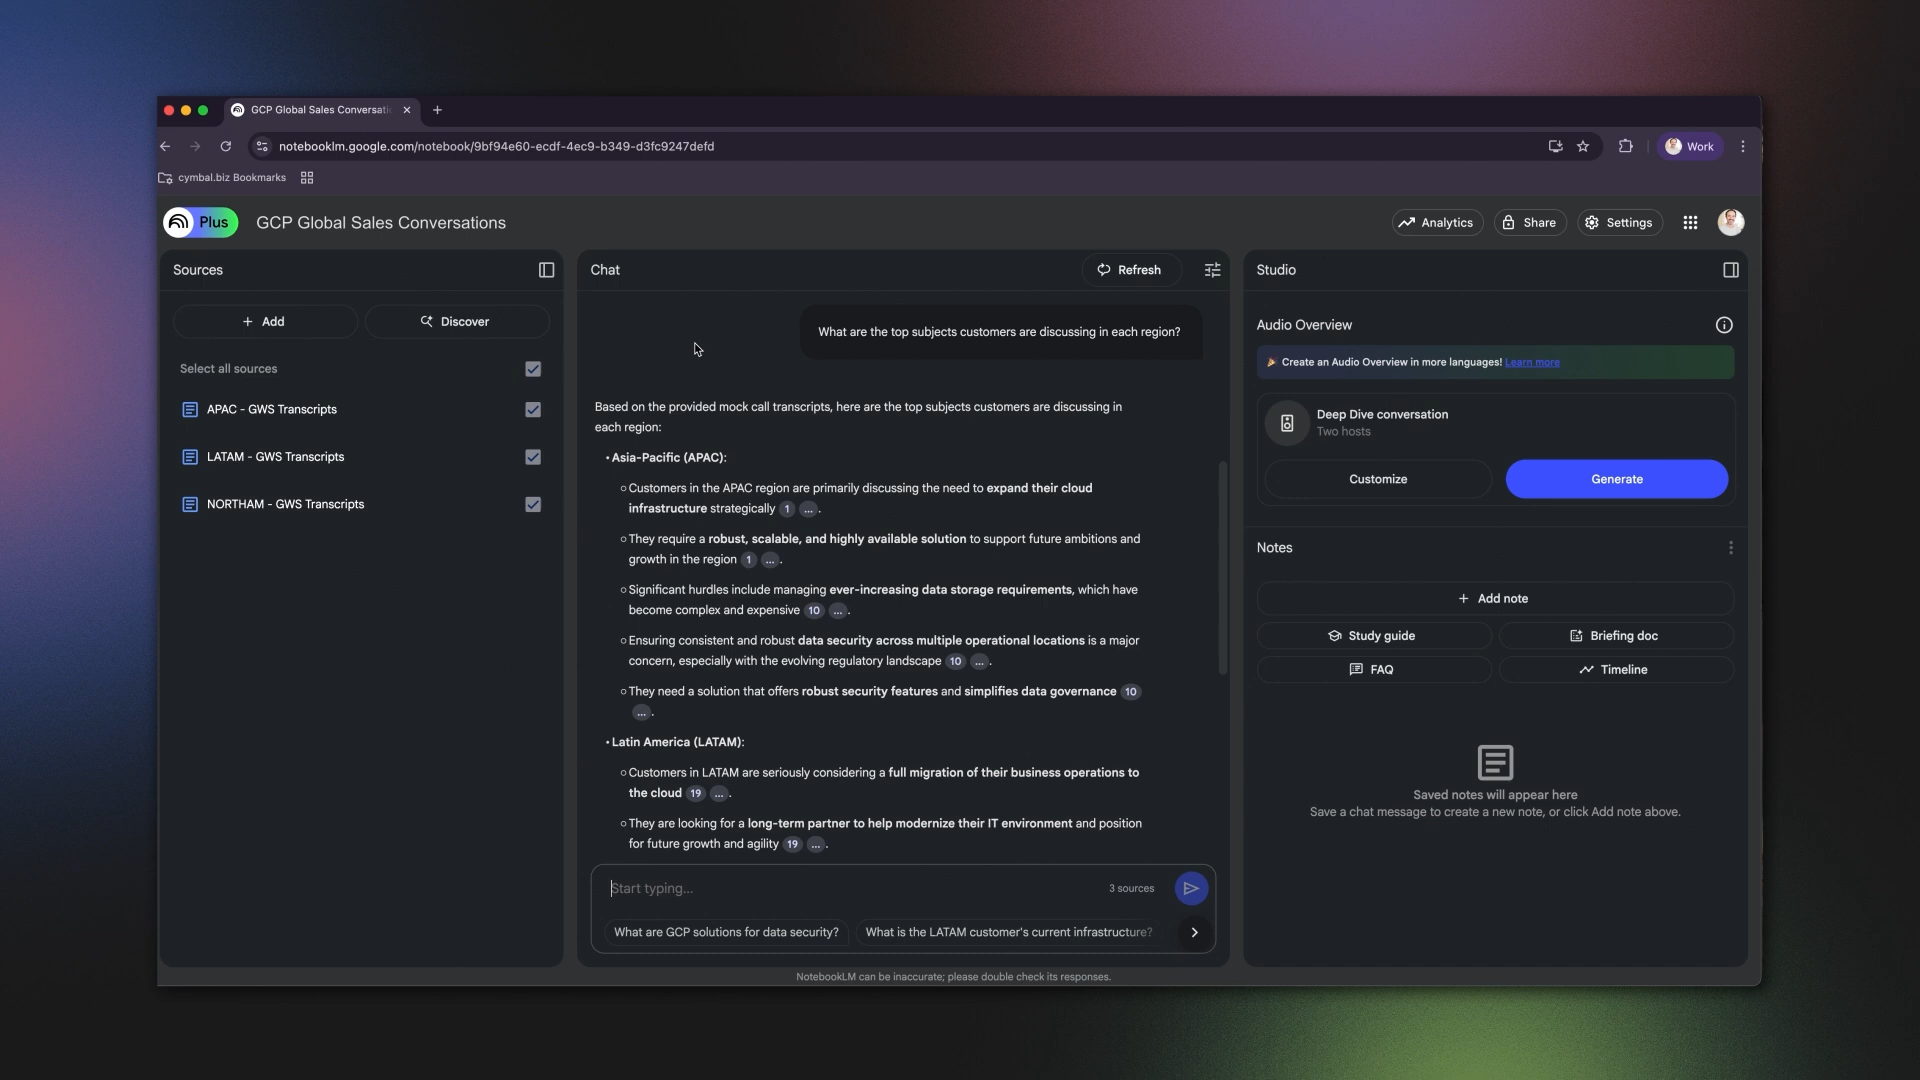 GCP Global Sales Conversati
notebooklm.google.com/notebook/9bf94e60-ecdf-4ec9-b349-d3fc9247defd
Work
cymbal.biz Bookmarks
Plus
GCP Global Sales Conversations
Analytics
Share
Settings
Sources
+ Add
Discover
Select all sources
APAC - GWS Transcripts
LATAM - GWS Transcripts
NORTHAM - GWS Transcripts
Chat
Refresh
What are the top subjects customers are discussing in each region?
Based on the provided mock call transcripts, here are the top subjects customers are discussing in
each region:
• Asia-Pacific (APAC):
○ Customers in the APAC region are primarily discussing the need to expand their cloud
infrastructure strategically 1 ... .
○ They require a robust, scalable, and highly available solution to support future ambitions and
growth in the region 1 ... .
○ Significant hurdles include managing ever-increasing data storage requirements, which have
become complex and expensive 10 ... .
○ Ensuring consistent and robust data security across multiple operational locations is a major
concern, especially with the evolving regulatory landscape 10 ... .
○ They need a solution that offers robust security features and simplifies data governance 10
... .
• Latin America (LATAM):
○ Customers in LATAM are seriously considering a full migration of their business operations to
the cloud 19 ... .
○ They are looking for a long-term partner to help modernize their IT environment and position
for future growth and agility 19 ... .
Start typing...
3 sources
What are GCP solutions for data security?
What is the LATAM customer's current infrastructure?
NotebookLM can be inaccurate; please double check its responses.
Studio
Audio Overview
🎉 Create an Audio Overview in more languages! Learn more
Deep Dive conversation
Two hosts
Customize
Generate
Notes
+ Add note
Study guide
Briefing doc
FAQ
Timeline
Saved notes will appear here
Save a chat message to create a new note, or click Add note above.